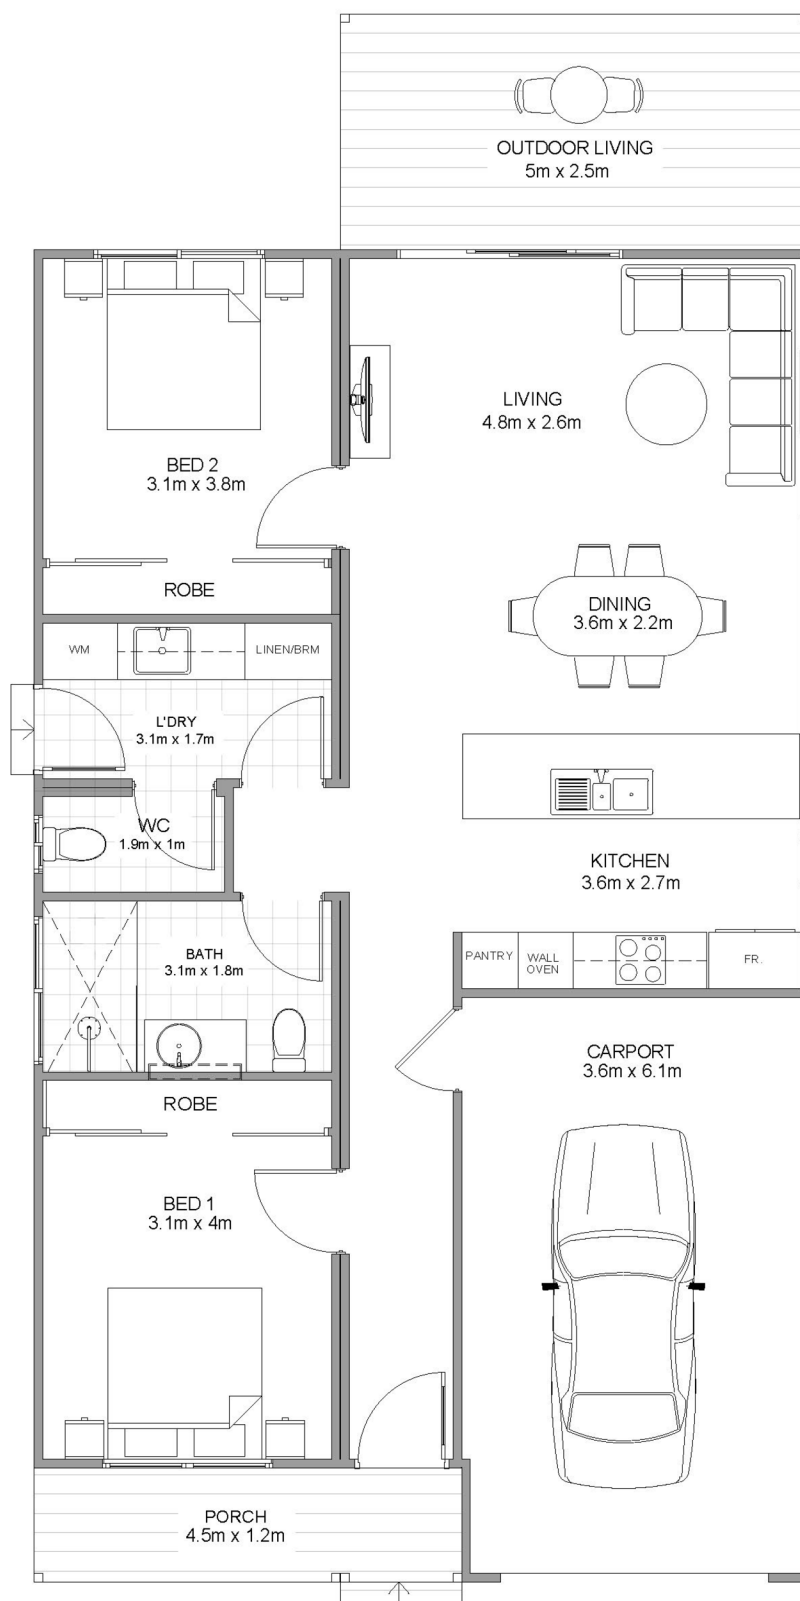 OUTDOOR LIVING
5m x 2.5m
LIVING
4.8m x 2.6m
BED 2
3.1m x 3.8m
ROBE
DINING
3.6m x 2.2m
WM
LINEN/BRM
L'DRY
3.1m x 1.7m
WC
1.9m x 1m
KITCHEN
3.6m x 2.7m
BATH
3.1m x 1.8m
PANTRY
WALL
OVEN
FR.
CARPORT
3.6m x 6.1m
ROBE
BED 1
3.1m x 4m
PORCH
4.5m x 1.2m